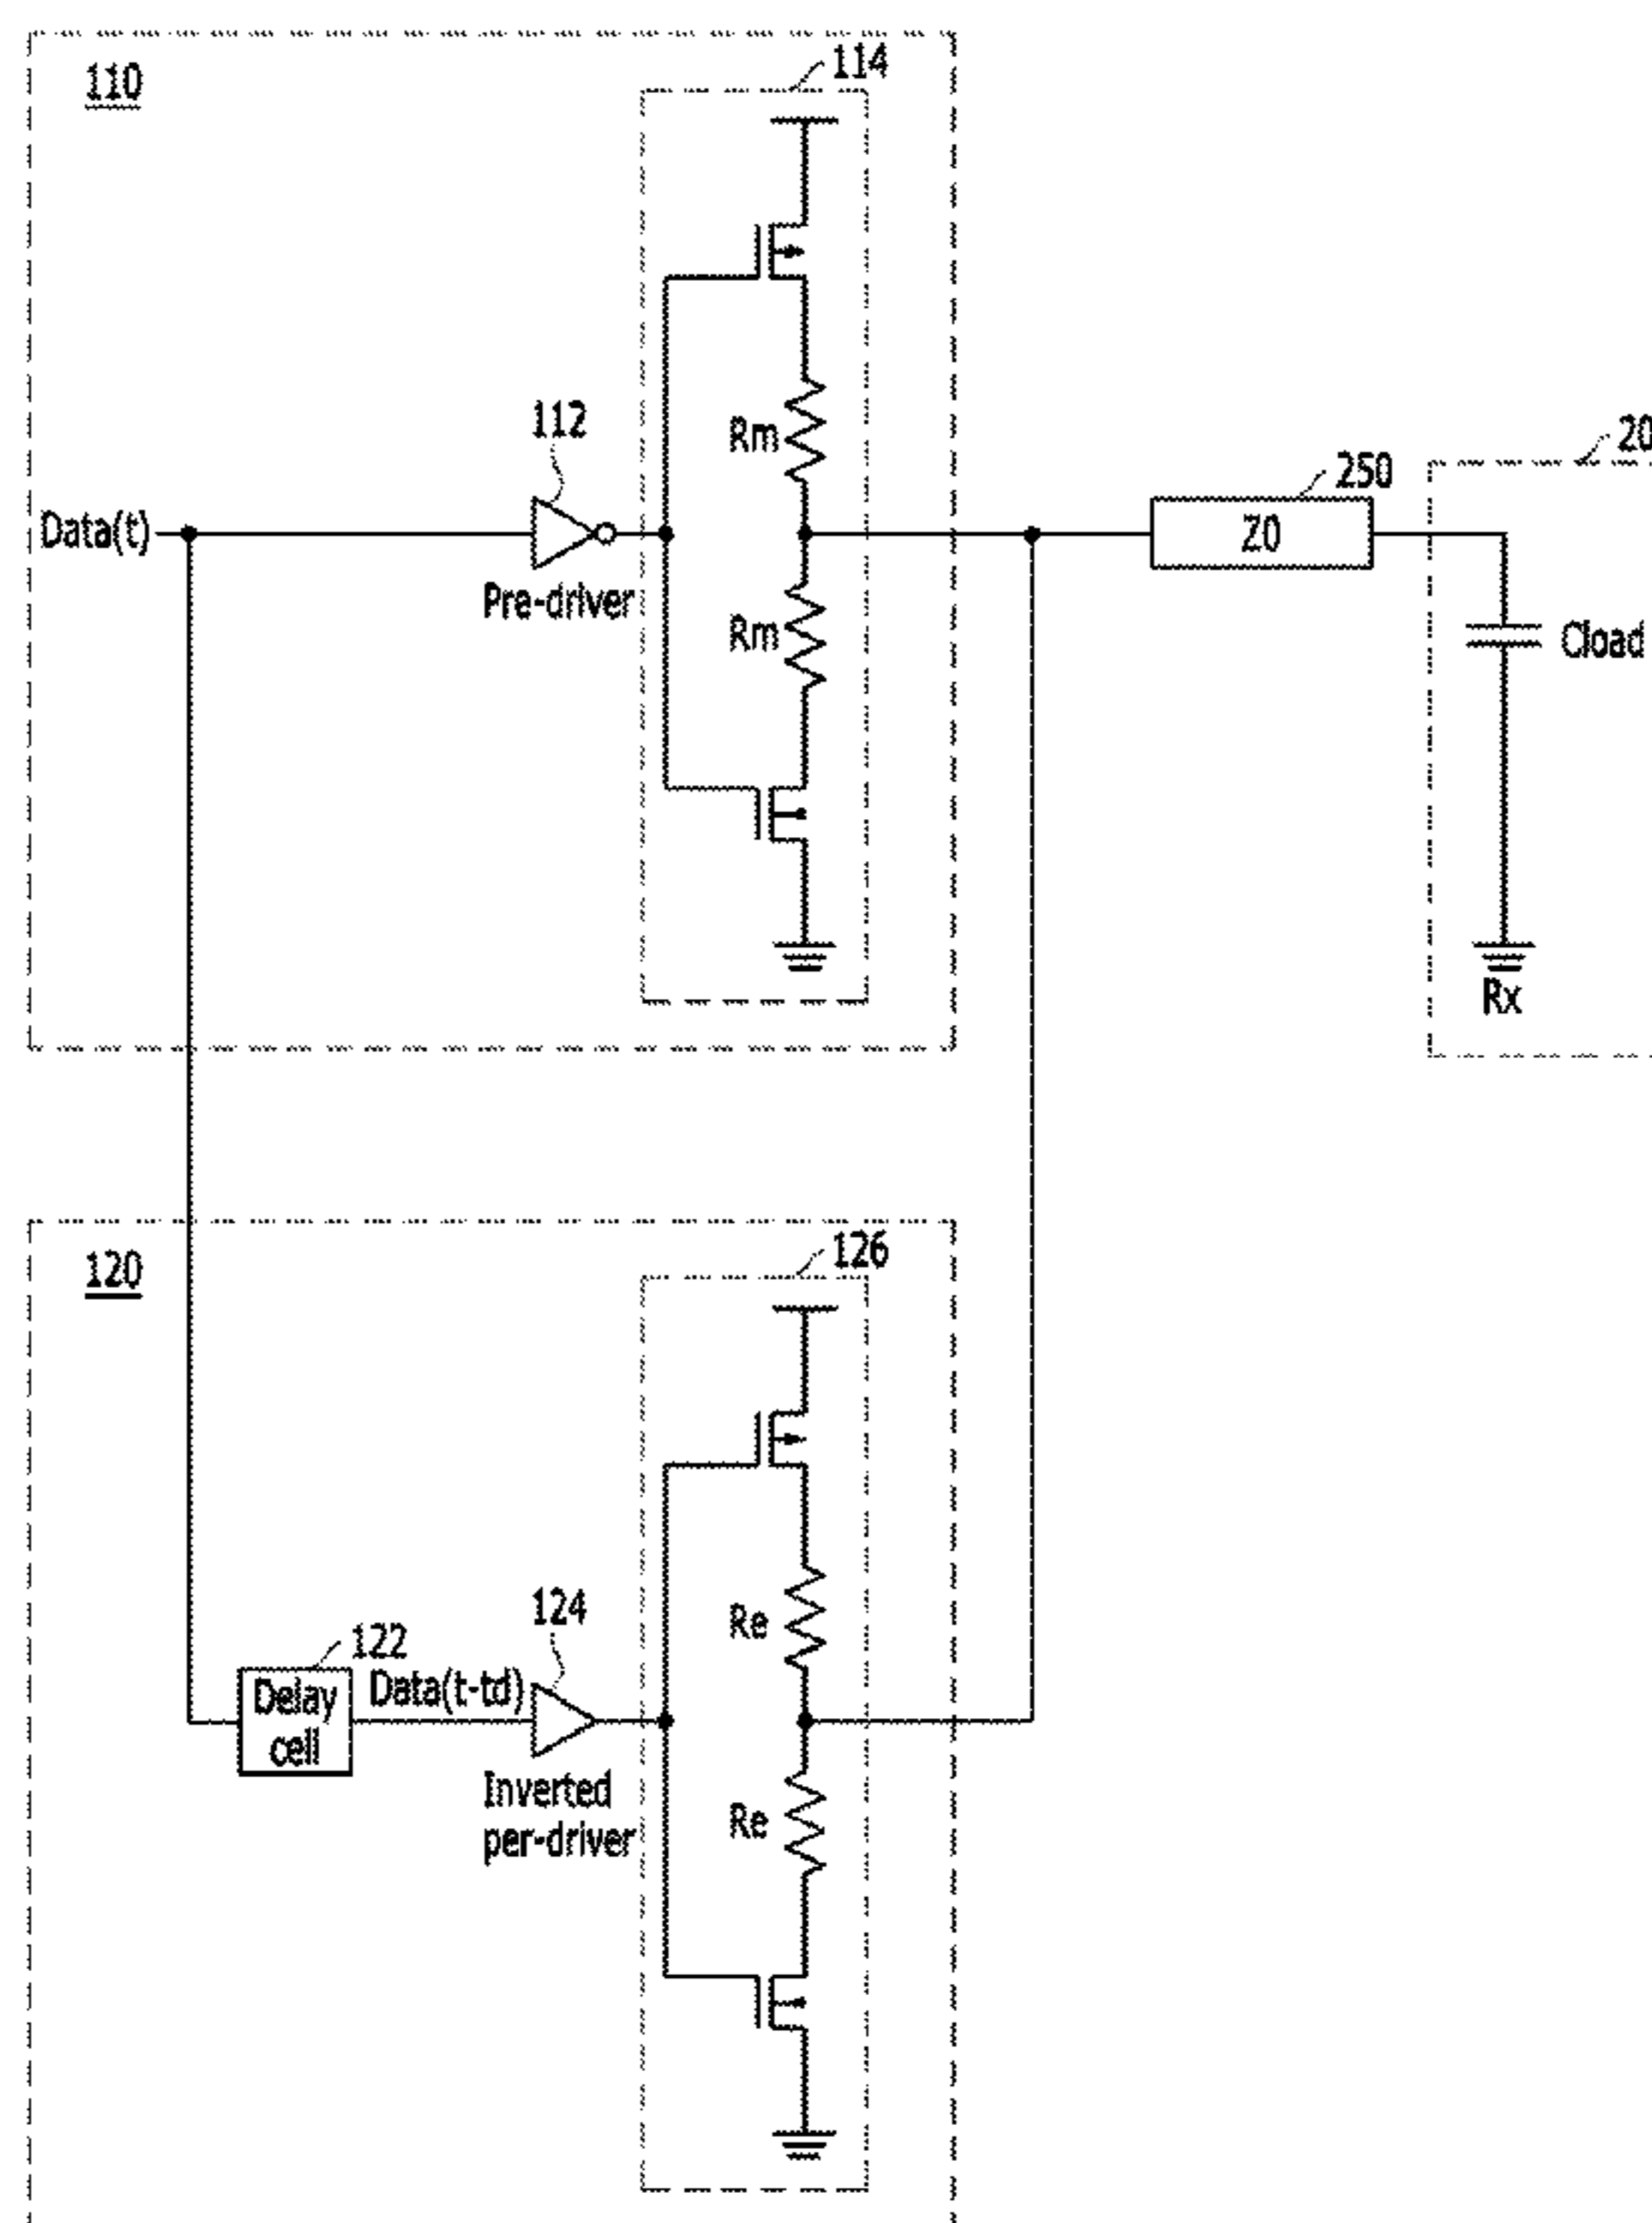 110
114
112
Rm
250
20
Data(t)
Z0
Pre-driver
Rm
Cload
Rx
120
126
124
Re
122
Data(t-td)
Delay
cell
Inverted
per-driver
Re